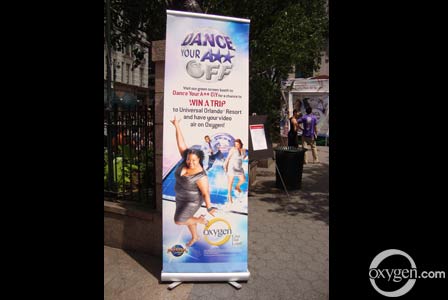 DANCE
YOUR A★★
OFF
Visit our green screen booth to
Dance Your A★★ Off for a chance to
WIN A TRIP
to Universal Orlando® Resort
and have your video
air on Oxygen!
oxygen
oxygen.com